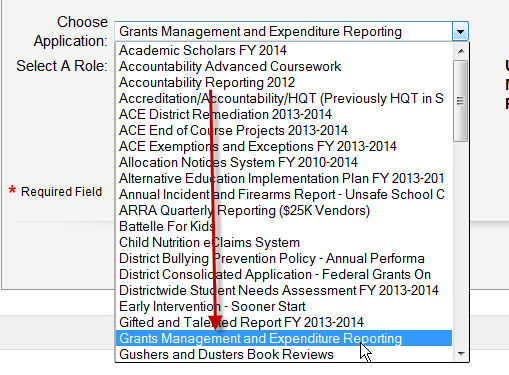 Choose
Application:
Grants Management and Expenditure Reporting
Select A Role:
Academic Scholars FY 2014
Accountability Advanced Coursework
Accountability Reporting 2012
Accreditation/Accountability/HQT (Previously HQT in S
ACE District Remediation 2013-2014
ACE End of Course Projects 2013-2014
ACE Exemptions and Exceptions FY 2013-2014
Allocation Notices System FY 2010-2014
Alternative Education Implementation Plan FY 2013-201
* Required Field
Annual Incident and Firearms Report - Unsafe School C
ARRA Quarterly Reporting ($25K Vendors)
Battelle For Kids
Child Nutrition eClaims System
District Bullying Prevention Policy - Annual Performa
District Consolidated Application - Federal Grants On
Districtwide Student Needs Assessment FY 2013-2014
Early Intervention - Sooner Start
Gifted and Talented Report FY 2013-2014
Grants Management and Expenditure Reporting
Gushers and Dusters Book Reviews